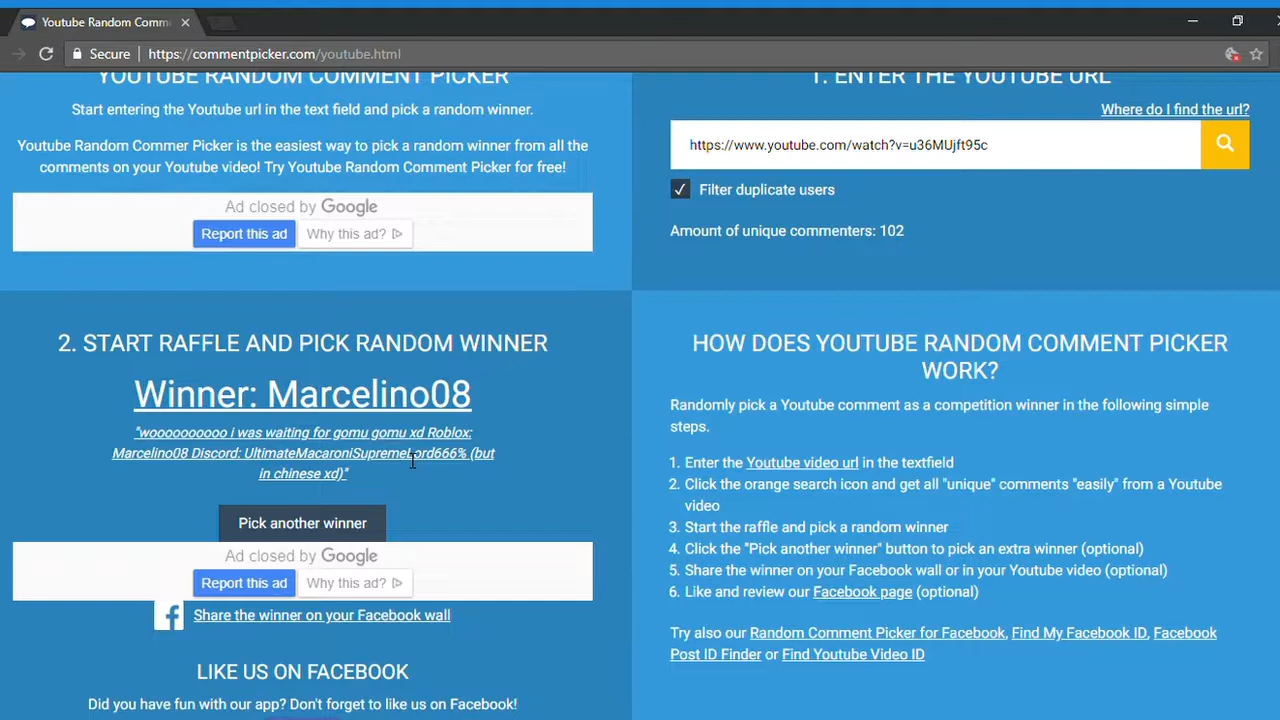 Youtube Random Comm
Secure
https://commentpicker.com/youtube.html
YOUTUBE RANDOM COMMENT PICKER
Start entering the Youtube url in the text field and pick a random winner.
Youtube Random Commer Picker is the easiest way to pick a random winner from all the
comments on your Youtube video! Try Youtube Random Comment Picker for free!
Ad closed by Google
Report this ad
Why this ad?
1. ENTER THE YOUTUBE URL
Where do I find the url?
https://www.youtube.com/watch?v=u36MUjft95c
Filter duplicate users
Amount of unique commenters: 102
2. START RAFFLE AND PICK RANDOM WINNER
Winner: Marcelino08
"woooooooooo i was waiting for gomu gomu xd Roblox:
Marcelino08 Discord: UltimateMacaroniSupremeLord666% (but
in chinese xd)"
Pick another winner
Ad closed by Google
Report this ad
Why this ad?
Share the winner on your Facebook wall
LIKE US ON FACEBOOK
Did you have fun with our app? Don't forget to like us on Facebook!
HOW DOES YOUTUBE RANDOM COMMENT PICKER
WORK?
Randomly pick a Youtube comment as a competition winner in the following simple
steps.
1. Enter the Youtube video url in the textfield
2. Click the orange search icon and get all "unique" comments "easily" from a Youtube
video
3. Start the raffle and pick a random winner
4. Click the "Pick another winner" button to pick an extra winner (optional)
5. Share the winner on your Facebook wall or in your Youtube video (optional)
6. Like and review our Facebook page (optional)
Try also our Random Comment Picker for Facebook, Find My Facebook ID, Facebook
Post ID Finder or Find Youtube Video ID